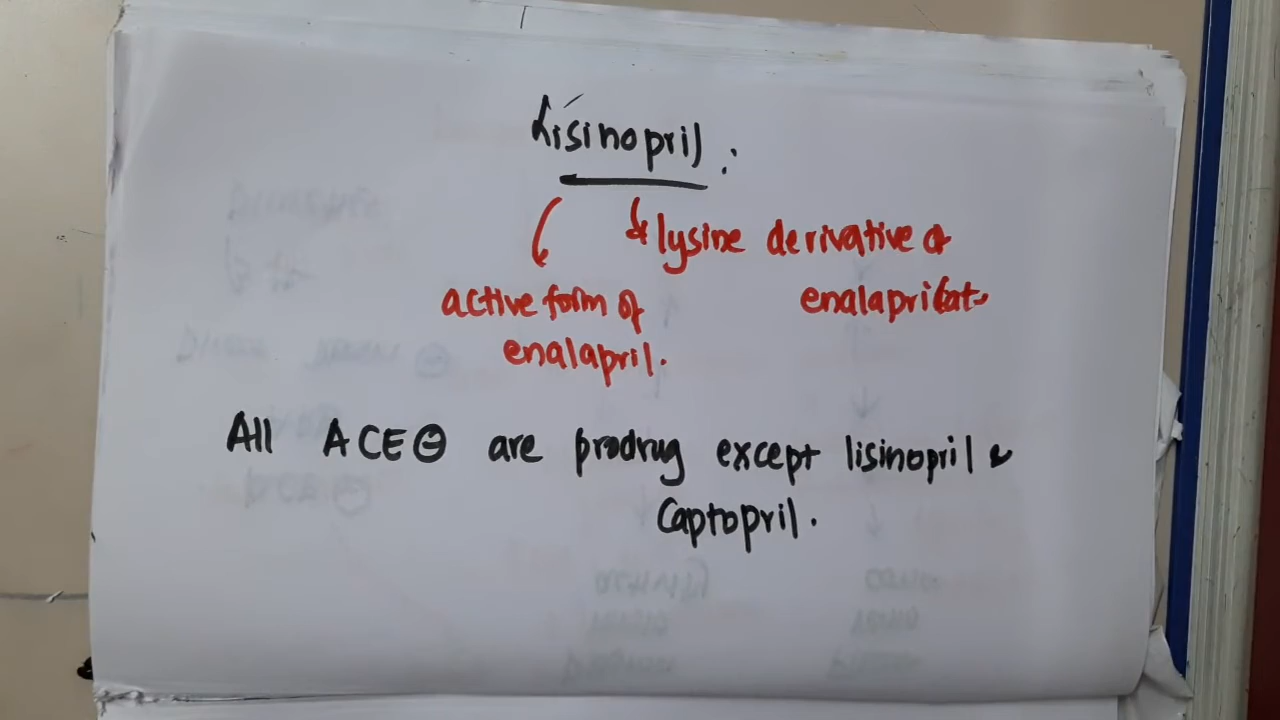 Lisinopril :
lysine derivative of
enalaprilat
active form of
enalapril.
All ACE⊖ are prodrug except lisinopril &
Captopril.